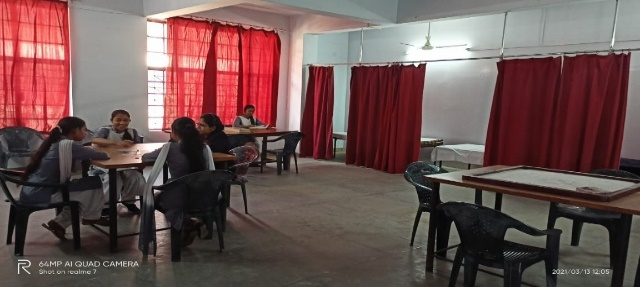 R
64MP AI QUAD CAMERA
Shot on realme 7
2021/03/13 12:05